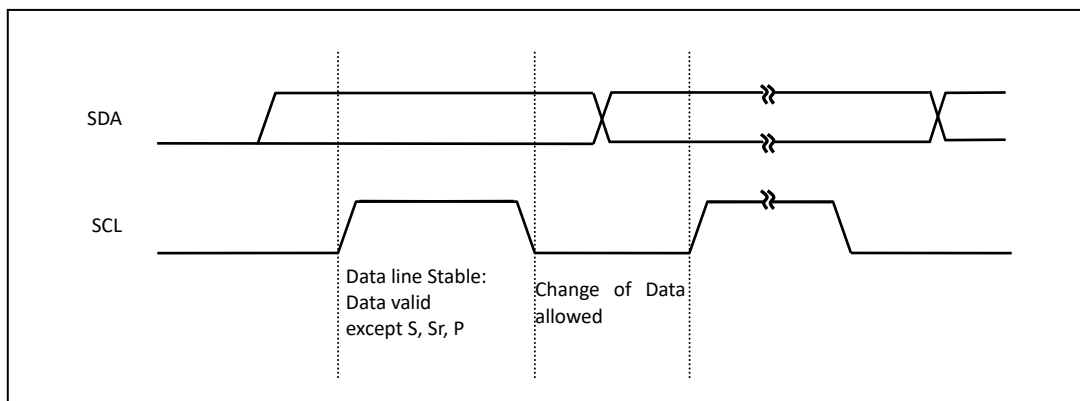 SDA
SCL
Data line Stable:
Data valid
except S, Sr, P
Change of Data
allowed